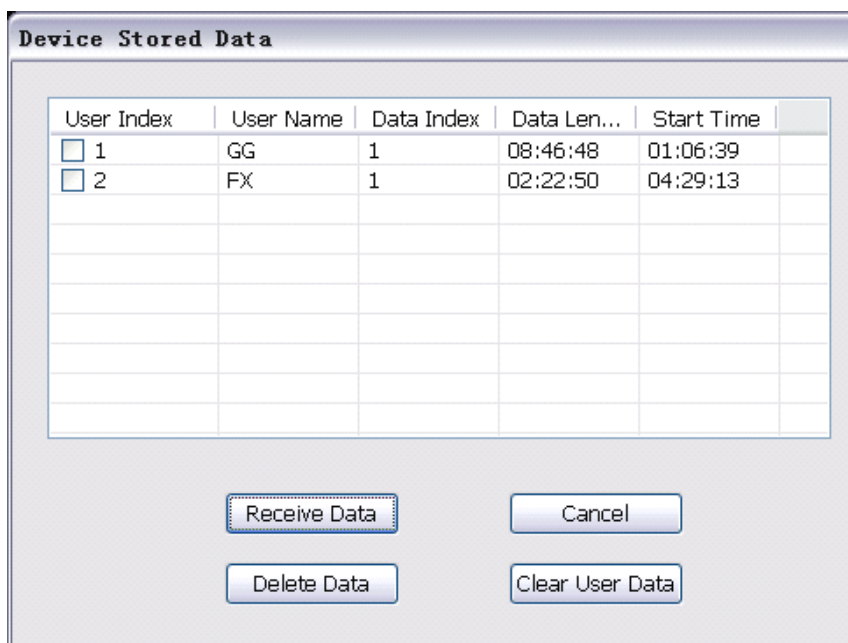 Device Stored Data
User Index User Name Data Index Data Len... Start Time
1 GG 1 08:46:48 01:06:39
2 FX 1 02:22:50 04:29:13
Receive Data Cancel
Delete Data Clear User Data